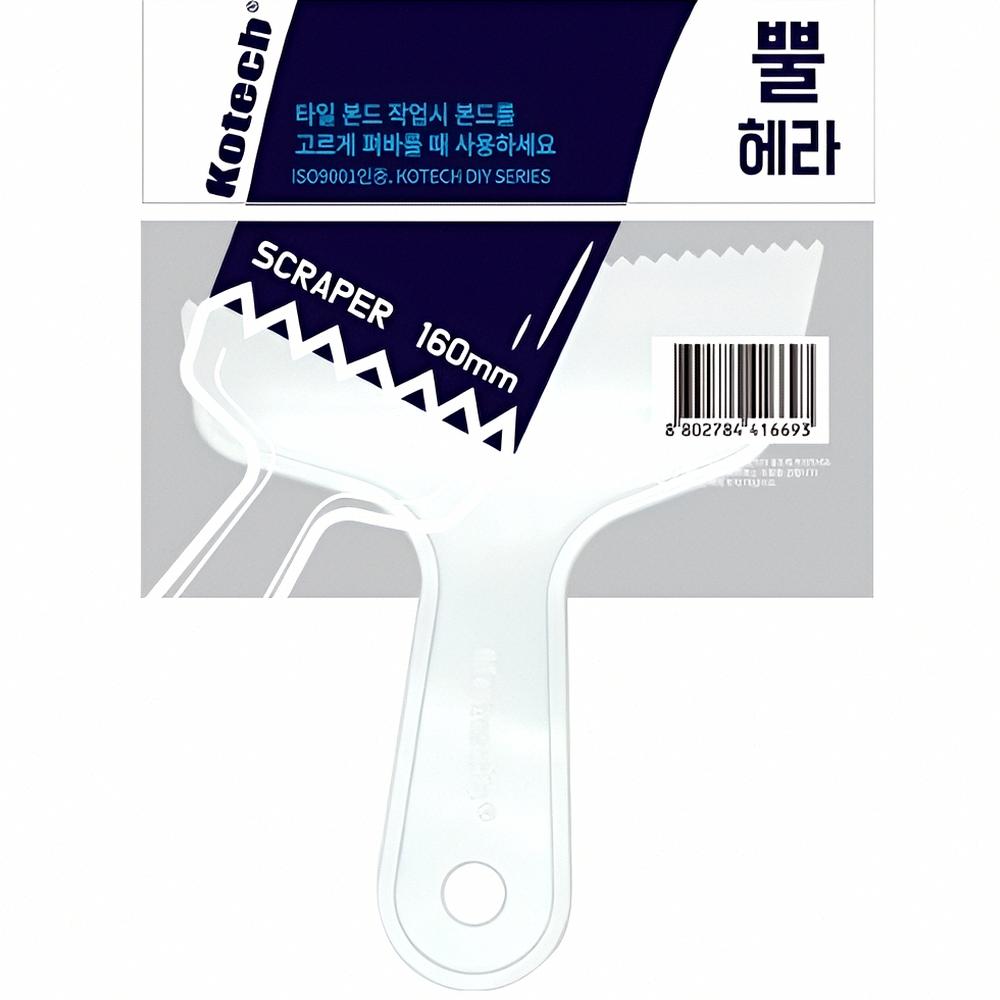 Kotech®
타일 본드 작업시 본드를
고르게 펴바를 때 사용하세요
ISO9001인증. KOTECH DIY SERIES
뿔
헤라
SCRAPER 160mm
8 802784 416693